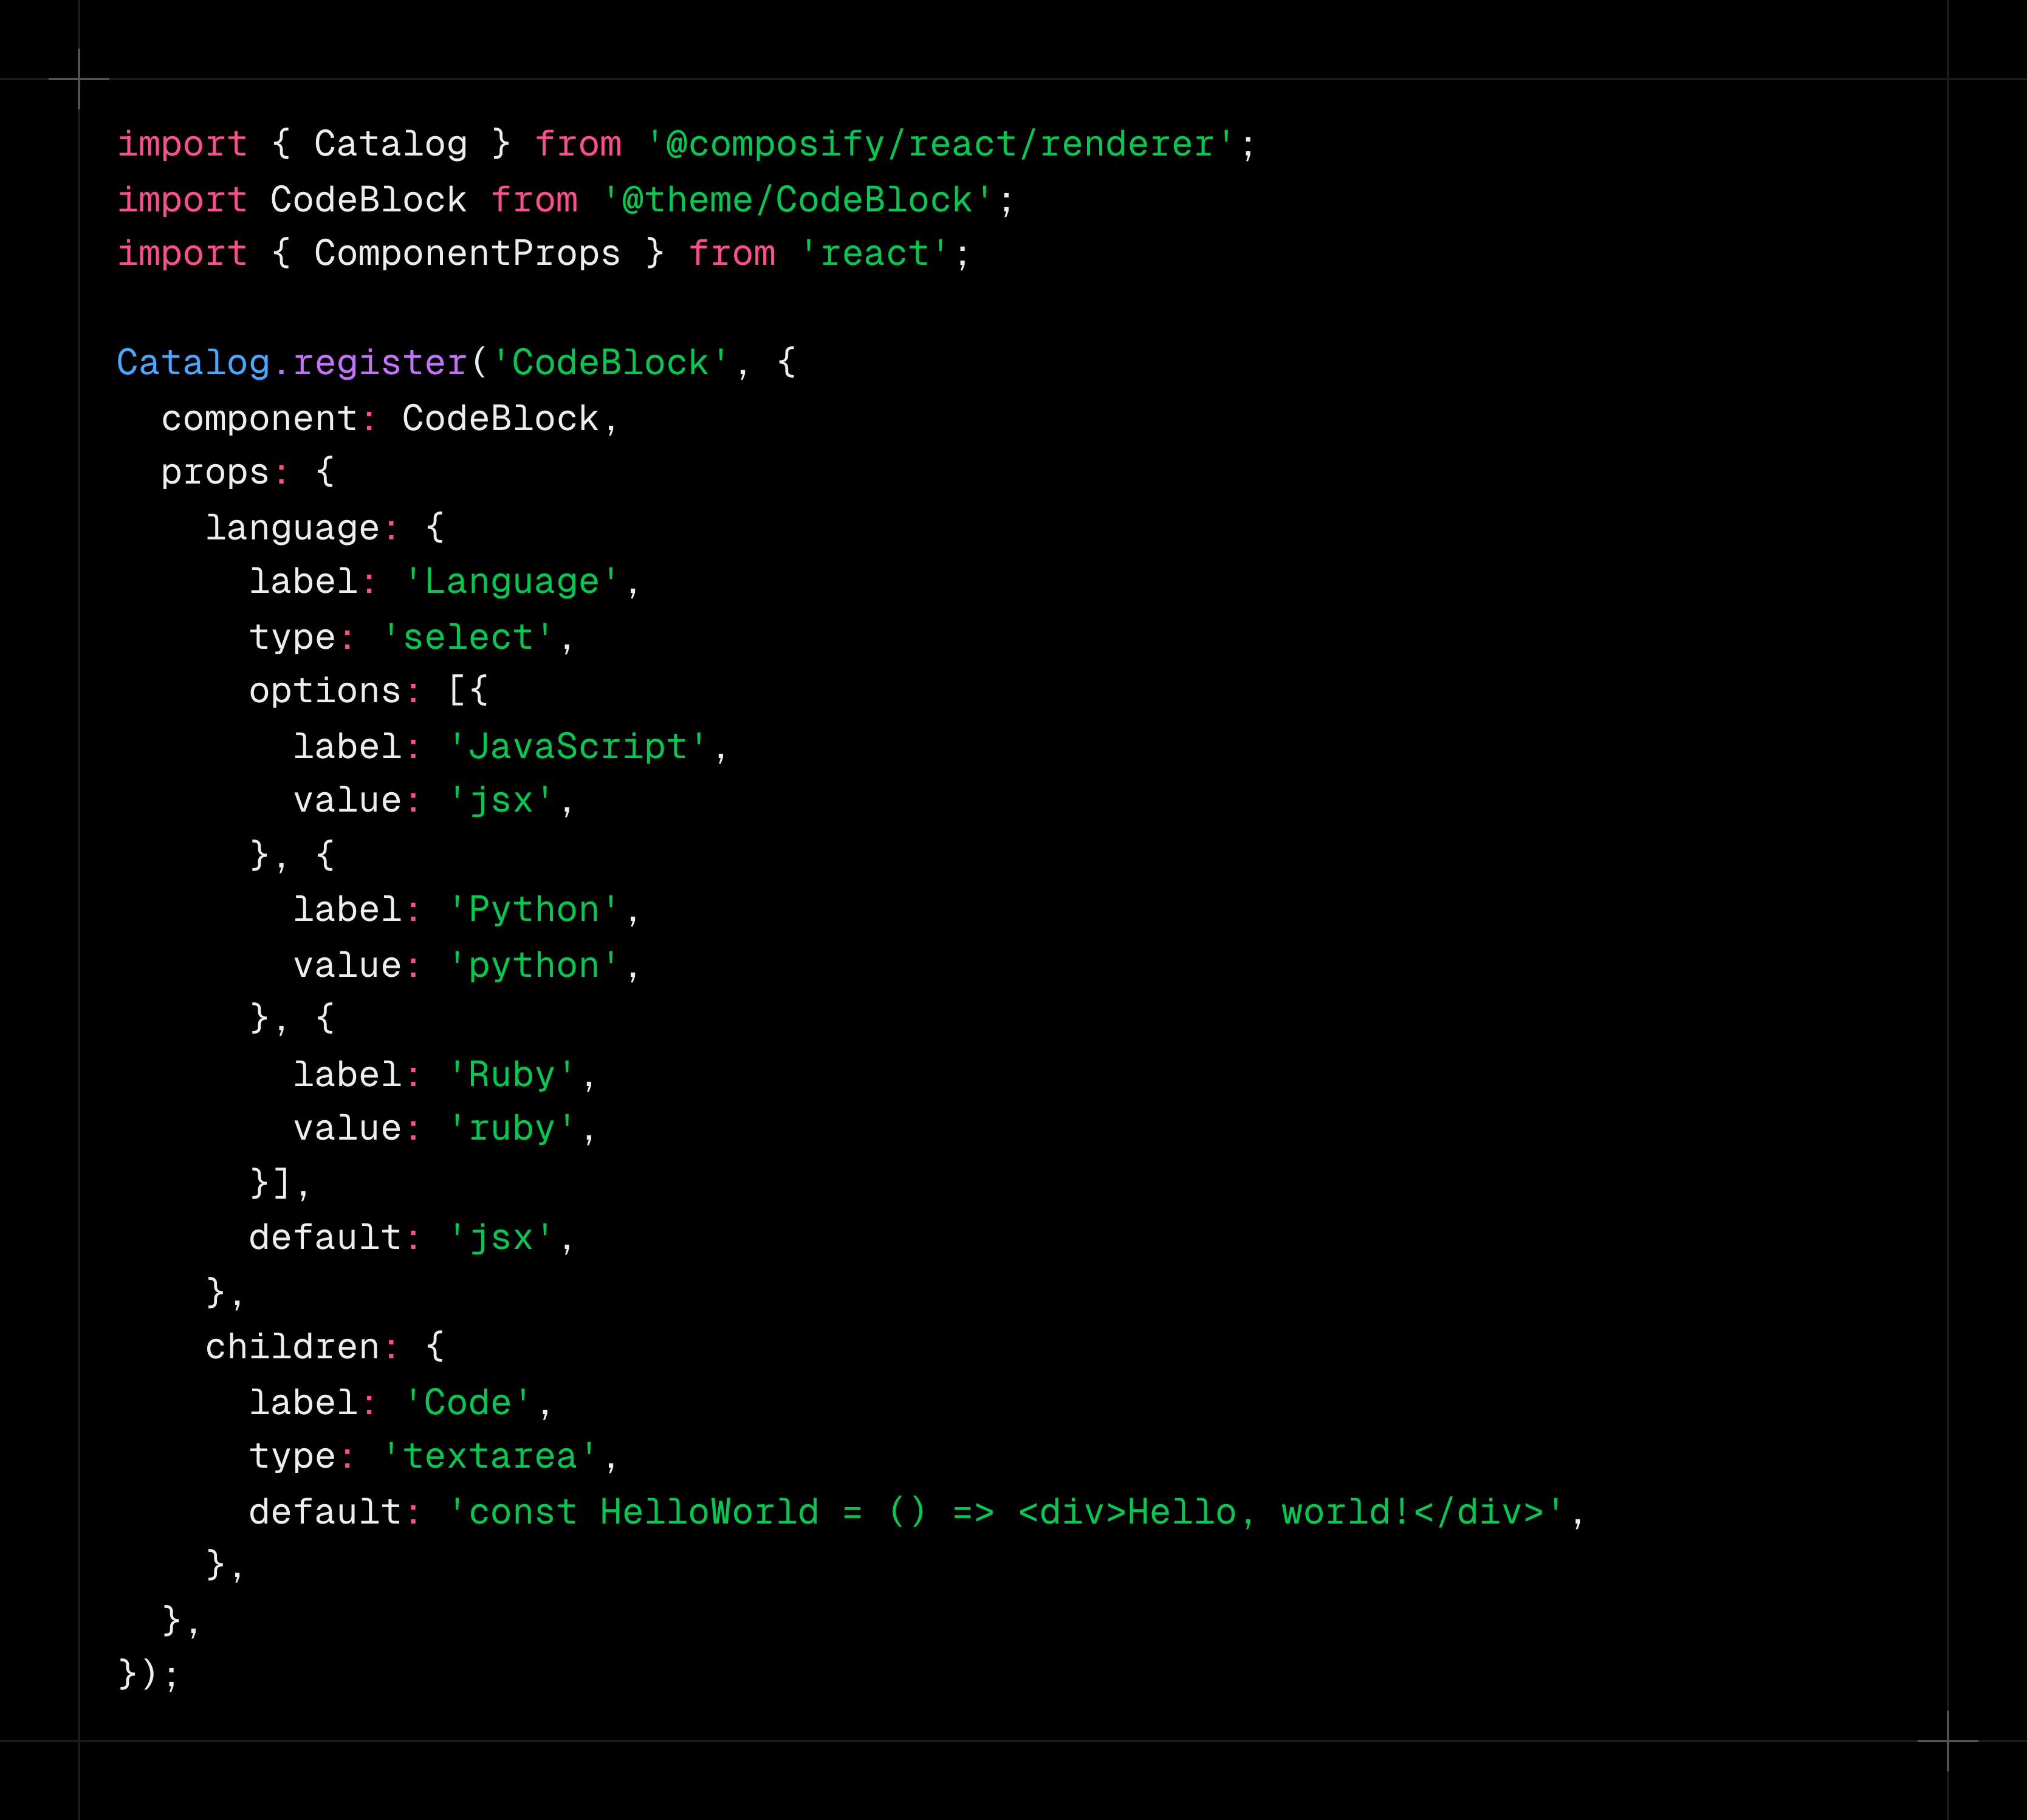 import { Catalog } from '@composify/react/renderer';
import CodeBlock from '@theme/CodeBlock';
import { ComponentProps } from 'react';

Catalog.register('CodeBlock', {
  component: CodeBlock,
  props: {
    language: {
      label: 'Language',
      type: 'select',
      options: [{
        label: 'JavaScript',
        value: 'jsx',
      }, {
        label: 'Python',
        value: 'python',
      }, {
        label: 'Ruby',
        value: 'ruby',
      }],
      default: 'jsx',
    },
    children: {
      label: 'Code',
      type: 'textarea',
      default: 'const HelloWorld = () => <div>Hello, world!</div>',
    },
  },
});